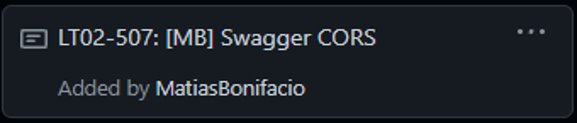 LT02-507: [MB] Swagger CORS
Added by MatiasBonifacio